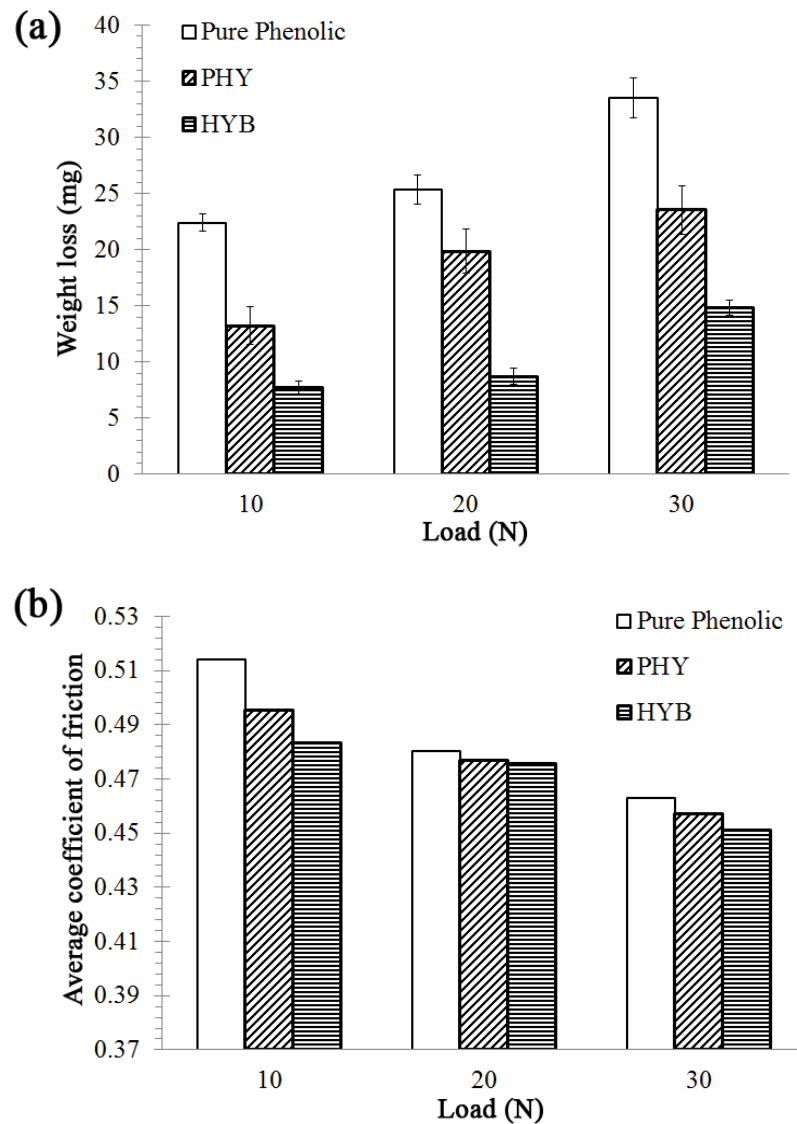 (a)
Pure Phenolic
PHY
HYB
Weight loss (mg)
40
35
30
25
20
15
10
5
0
10 20 30
Load (N)
(b)
Pure Phenolic
PHY
HYB
Average coefficient of friction
0.53
0.51
0.49
0.47
0.45
0.43
0.41
0.39
0.37
10 20 30
Load (N)